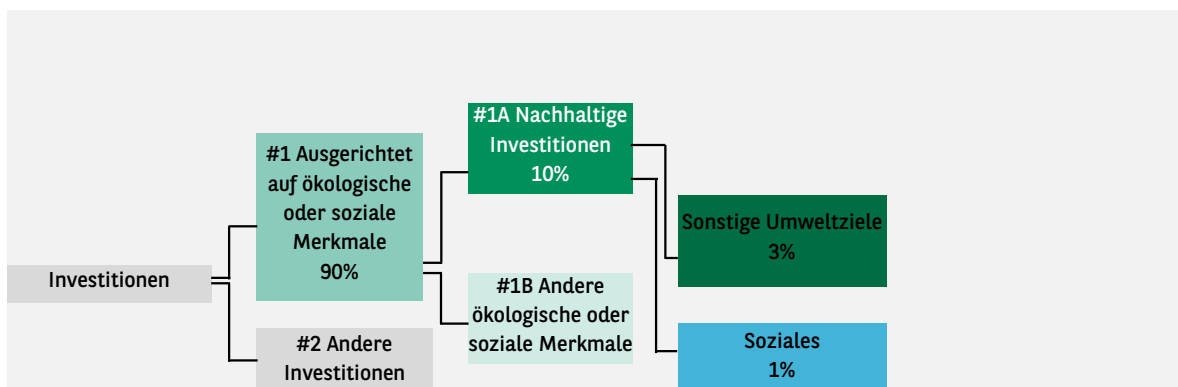 Investitionen
#1 Ausgerichtet
auf ökologische
oder soziale
Merkmale
90%
#2 Andere
Investitionen
#1A Nachhaltige
Investitionen
10%
#1B Andere
ökologische oder
soziale Merkmale
Sonstige Umweltziele
3%
Soziales
1%